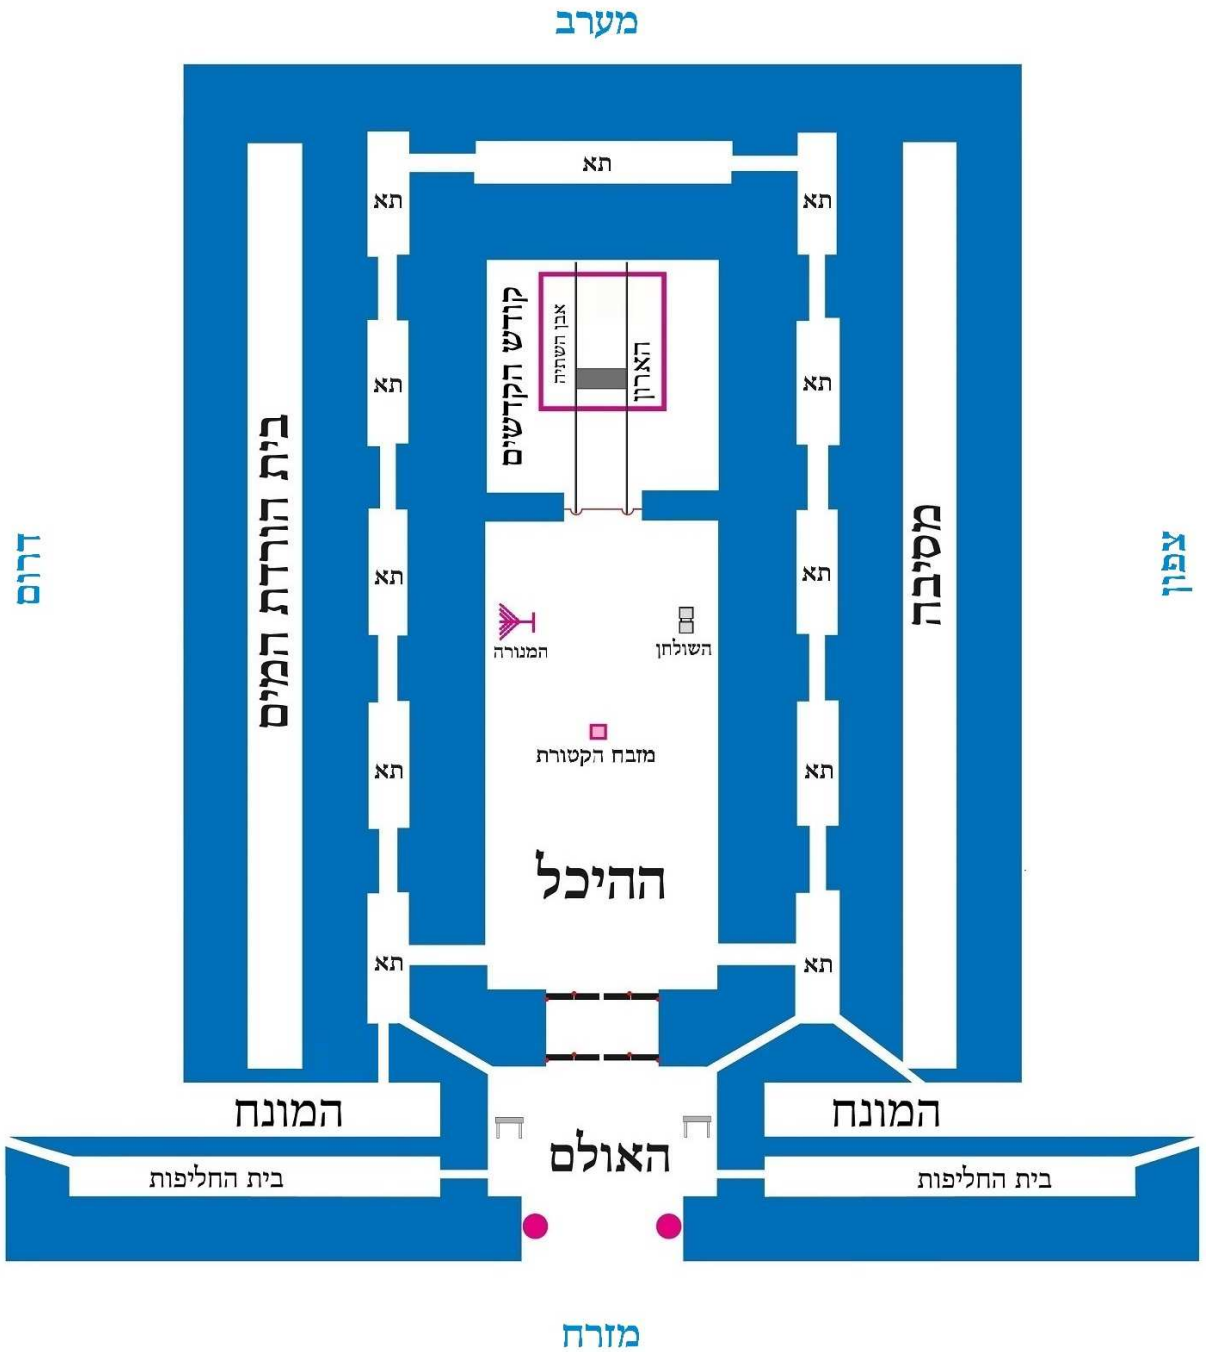 מערב
תא
תא
תא
קודש הקדשים
אבן השתיה
הארון
תא
תא
בית הורדת המים
מסיבה
דרום
צפון
תא
תא
המנורה
השולחן
מזבח הקטורת
תא
תא
ההיכל
תא
תא
המונח
המונח
האולם
בית החליפות
בית החליפות
מזרח